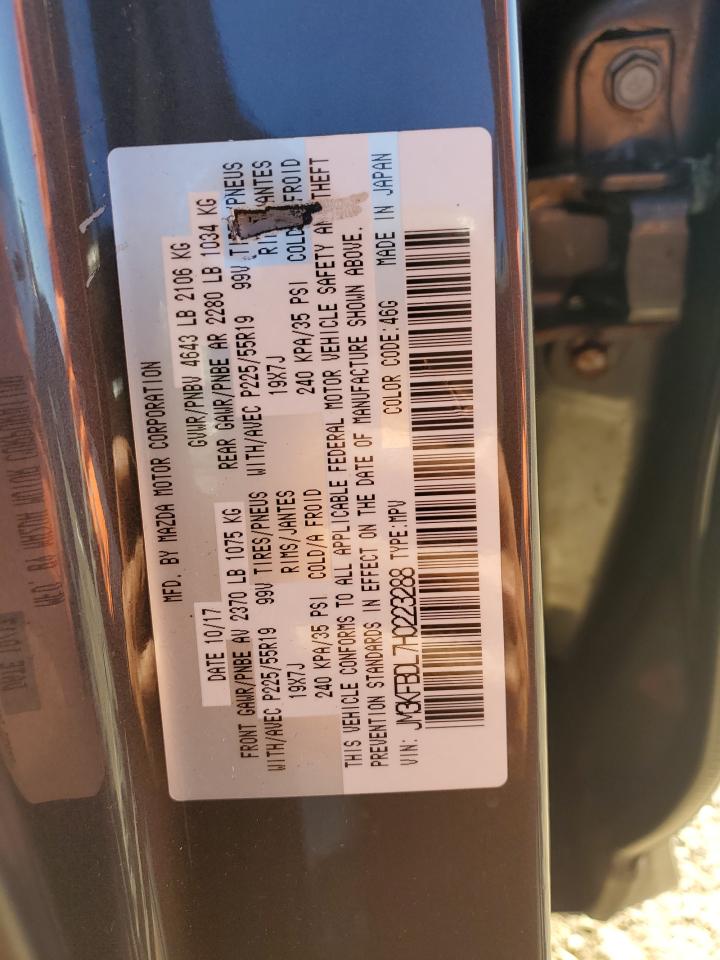 MFD. BY MAZDA MOTOR CORPORATION
DATE 10/17 GVWR/PNBV 4643 LB 2106 KG
FRONT GAWR/PNBE AV 2370 LB 1075 KG REAR GAWR/PNBE AR 2280 LB 1034 KG
WITH/AVEC P225/55R19 99V TIRES/PNEUS WITH/AVEC P225/55R19 99V /PNEUS
19X7J RIMS/JANTES 19X7J
240 KPA/35 PSI COLD/A FROID 240 KPA/35 PSI COLD/ FROID
THIS VEHICLE CONFORMS TO ALL APPLICABLE FEDERAL MOTOR VEHICLE SAFETY THEFT
PREVENTION STANDARDS IN EFFECT ON THE DATE OF MANUFACTURE SHOWN ABOVE.
VIN: JM3KFBDL7H0223288 TYPE:MPV COLOR CODE:46G MADE IN JAPAN